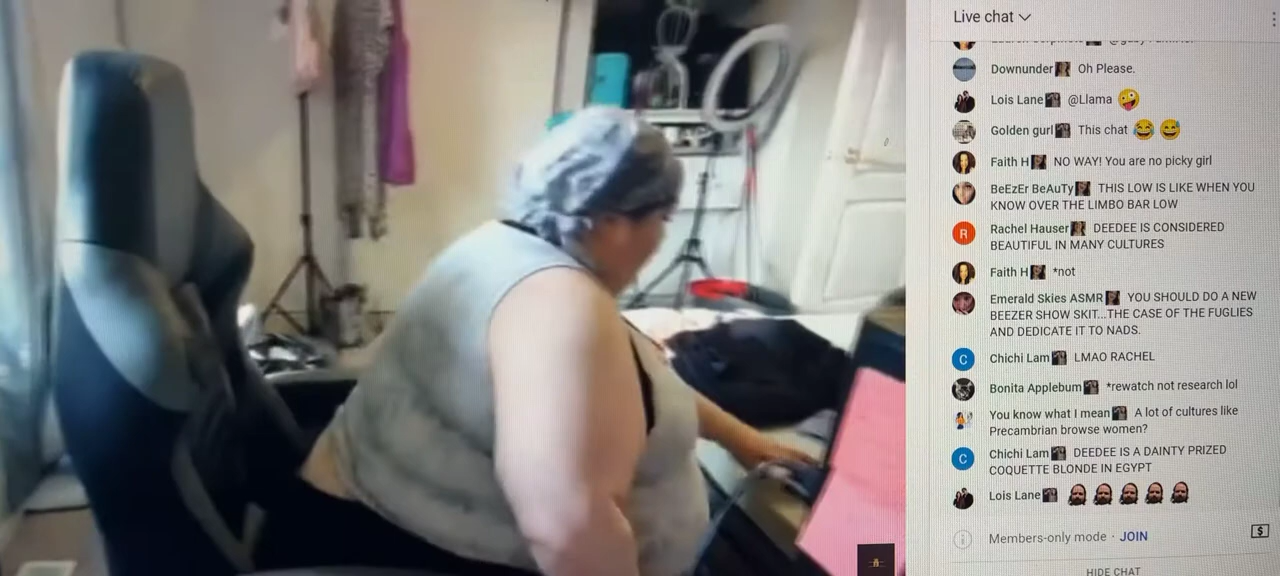 Live chat
Downunder Oh Please.
Lois Lane @Llama 🤪
Golden gurl This chat 😂 😅
Faith H NO WAY! You are no picky girl
BeEzEr BeAuTy THIS LOW IS LIKE WHEN YOU
KNOW OVER THE LIMBO BAR LOW
R Rachel Hauser DEEDEE IS CONSIDERED
BEAUTIFUL IN MANY CULTURES
Faith H *not
Emerald Skies ASMR YOU SHOULD DO A NEW
BEEZER SHOW SKIT...THE CASE OF THE FUGLIES
AND DEDICATE IT TO NADS.
C Chichi Lam LMAO RACHEL
Bonita Applebum *rewatch not research lol
You know what I mean A lot of cultures like
Precambrian browse women?
C Chichi Lam DEEDEE IS A DAINTY PRIZED
COQUETTE BLONDE IN EGYPT
Lois Lane
Members-only mode · JOIN
$
HIDE CHAT